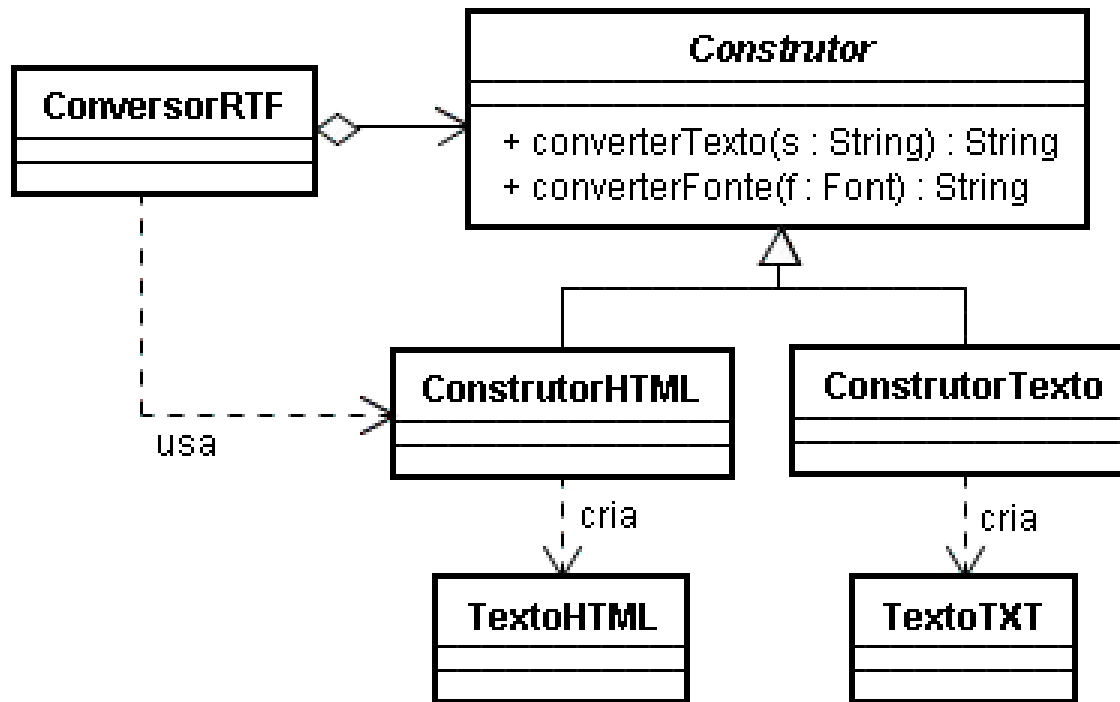 Construtor
ConversorRTF
+ converterTexto(s : String) : String
+ converterFonte(f : Font) : String
ConstrutorHTML
ConstrutorTexto
usa
cria
cria
TextoHTML
TextoTXT